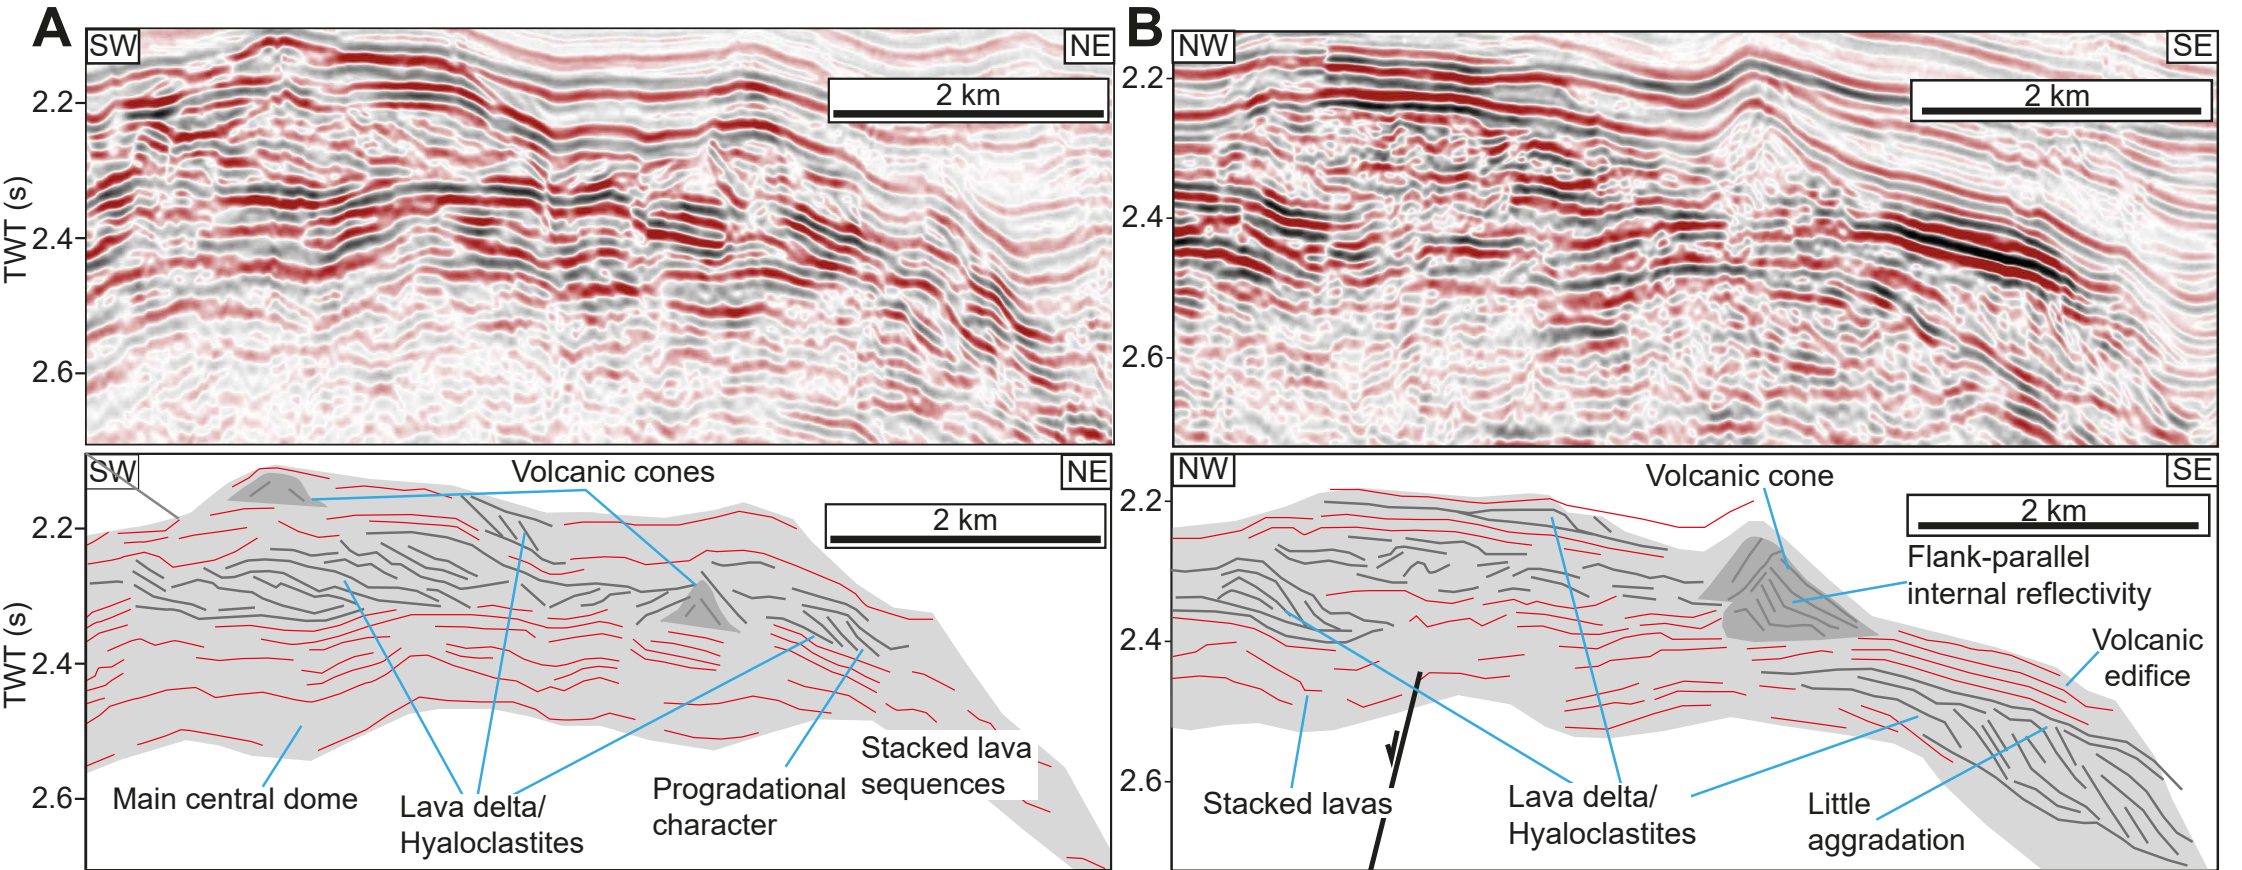 A
SW
NE
2 km
2.2
2.4
2.6
TWT (s)
B
NW
SE
2 km
2.2
2.4
2.6
SW
NE
Volcanic cones
2 km
2.2
2.4
2.6
TWT (s)
Main central dome
Lava delta/
Hyaloclastites
Progradational
character
Stacked lava
sequences
NW
SE
Volcanic cone
2 km
2.2
2.4
2.6
Flank-parallel
internal reflectivity
Volcanic
edifice
Stacked lavas
Lava delta/
Hyaloclastites
Little
aggradation